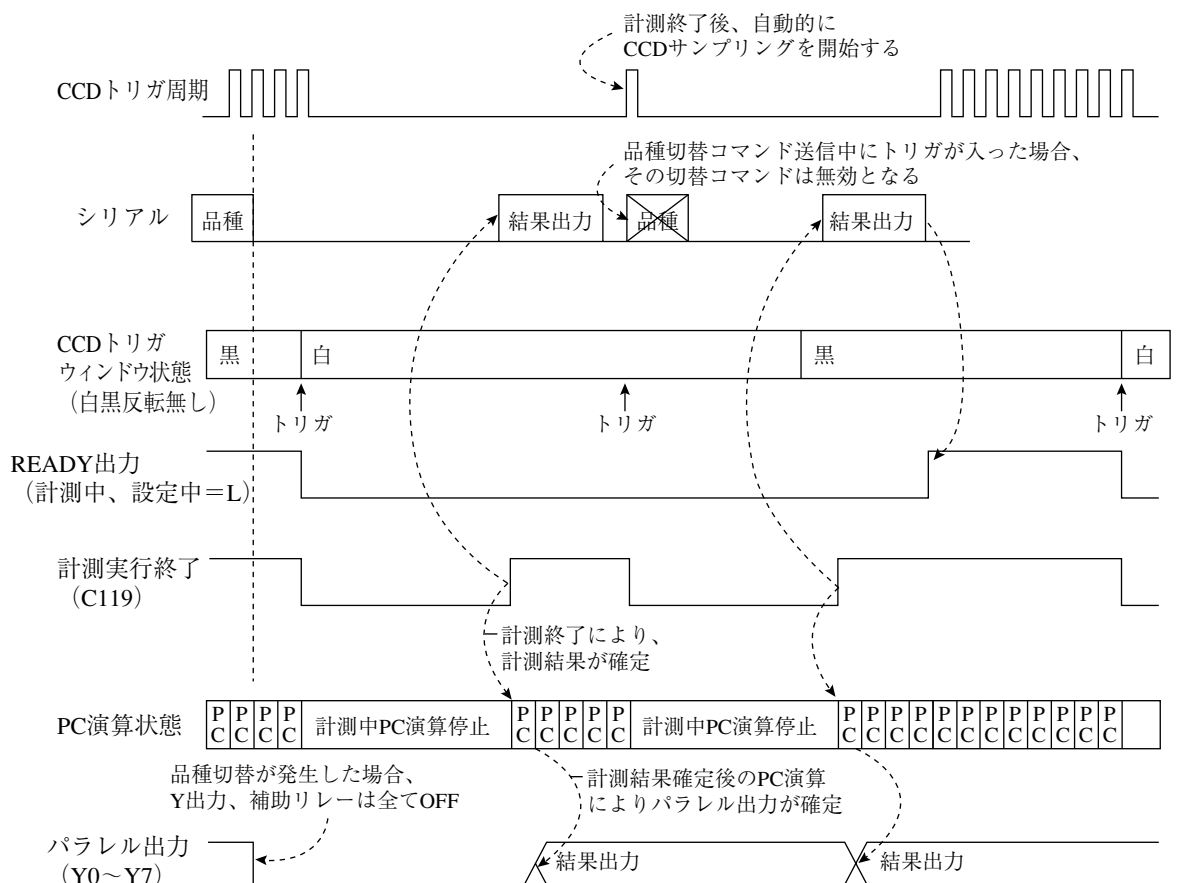 計測終了後、自動的に
CCDサンプリングを開始する
CCDトリガ周期
品種切替コマンド送信中にトリガが入った場合、
その切替コマンドは無効となる
シリアル
品種
結果出力
品種
結果出力
CCDトリガ
ウィンドウ状態
（白黒反転無し）
黒
白
黒
白
トリガ
トリガ
トリガ
READY出力
（計測中、設定中＝L）
計測実行終了
（C119）
計測終了により、
計測結果が確定
PC演算状態
PC PC PC PC 計測中PC演算停止 PC PC PC PC PC 計測中PC演算停止 PC PC PC PC PC PC PC PC PC PC PC PC
品種切替が発生した場合、
Y出力、補助リレーは全てOFF
計測結果確定後のPC演算
によりパラレル出力が確定
パラレル出力
（Y0～Y7）
結果出力
結果出力